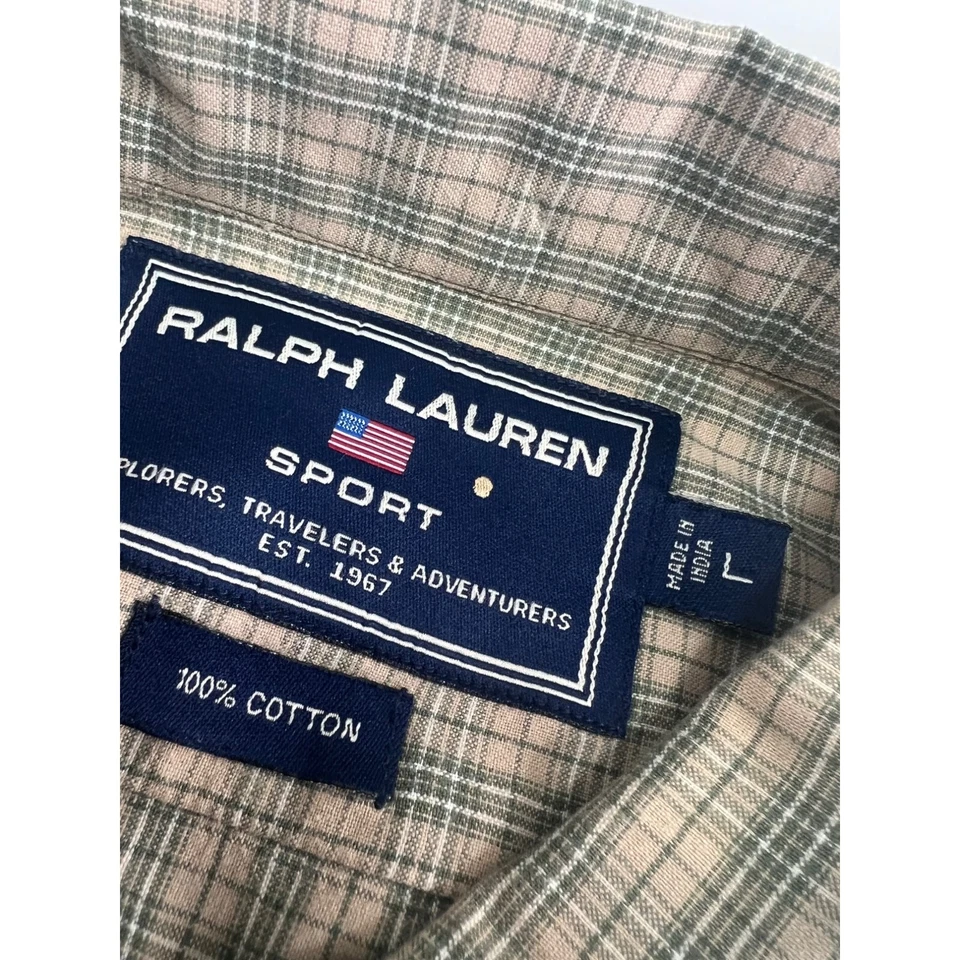 RALPH LAUREN
SPORT
PLORERS, TRAVELERS & ADVENTURERS
EST. 1967
MADE IN
INDIA
L
100% COTTON